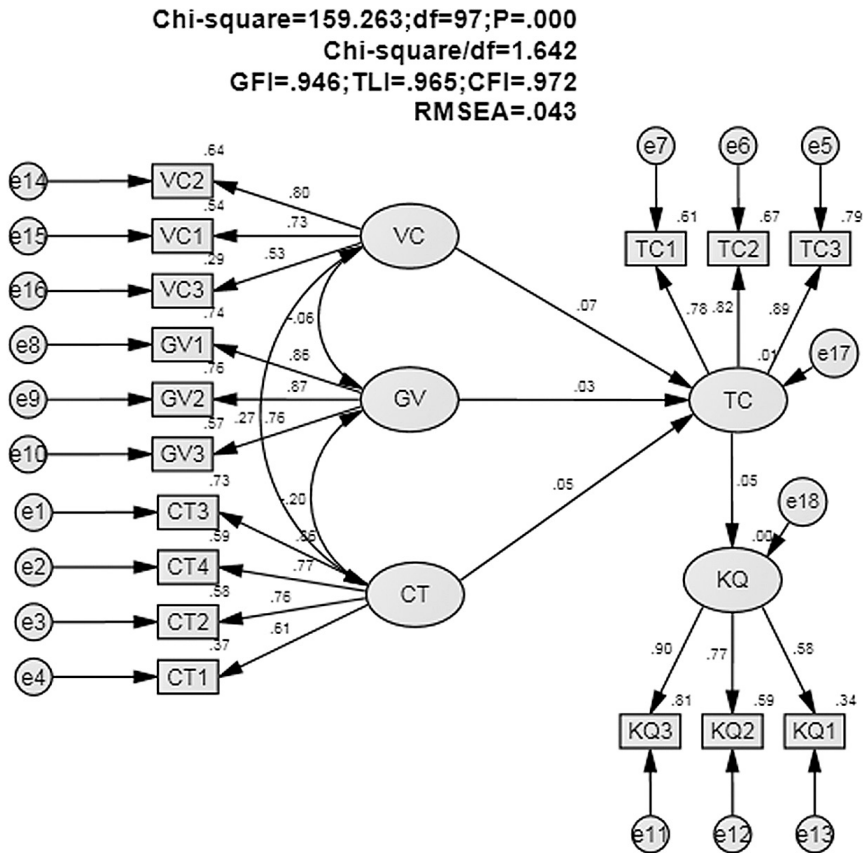 Chi-square=159.263;df=97;P=.000
Chi-square/df=1.642
GFI=.946;TLI=.965;CFI=.972
RMSEA=.043
e7 e6 e5
.64
e14 VC2 .80
.54
e15 VC1 .73 VC
.61 .67 .79
TC1 TC2 TC3
.29 .53
e16 VC3
.74
-.06 .07 .78 .82 .89
e8 GV1 .86
.01 e17
.76
e9 GV2 .87 GV .03 TC
.57 .27 .76
e10 GV3
.73
-.20 .05 .05 e18
e1 CT3
.59
.00
e2 CT4 .77
.58
e3 CT2 .76 CT KQ
.37 .61
e4 CT1
.90 .77 .58
.81 .59 .34
KQ3 KQ2 KQ1
e11 e12 e13